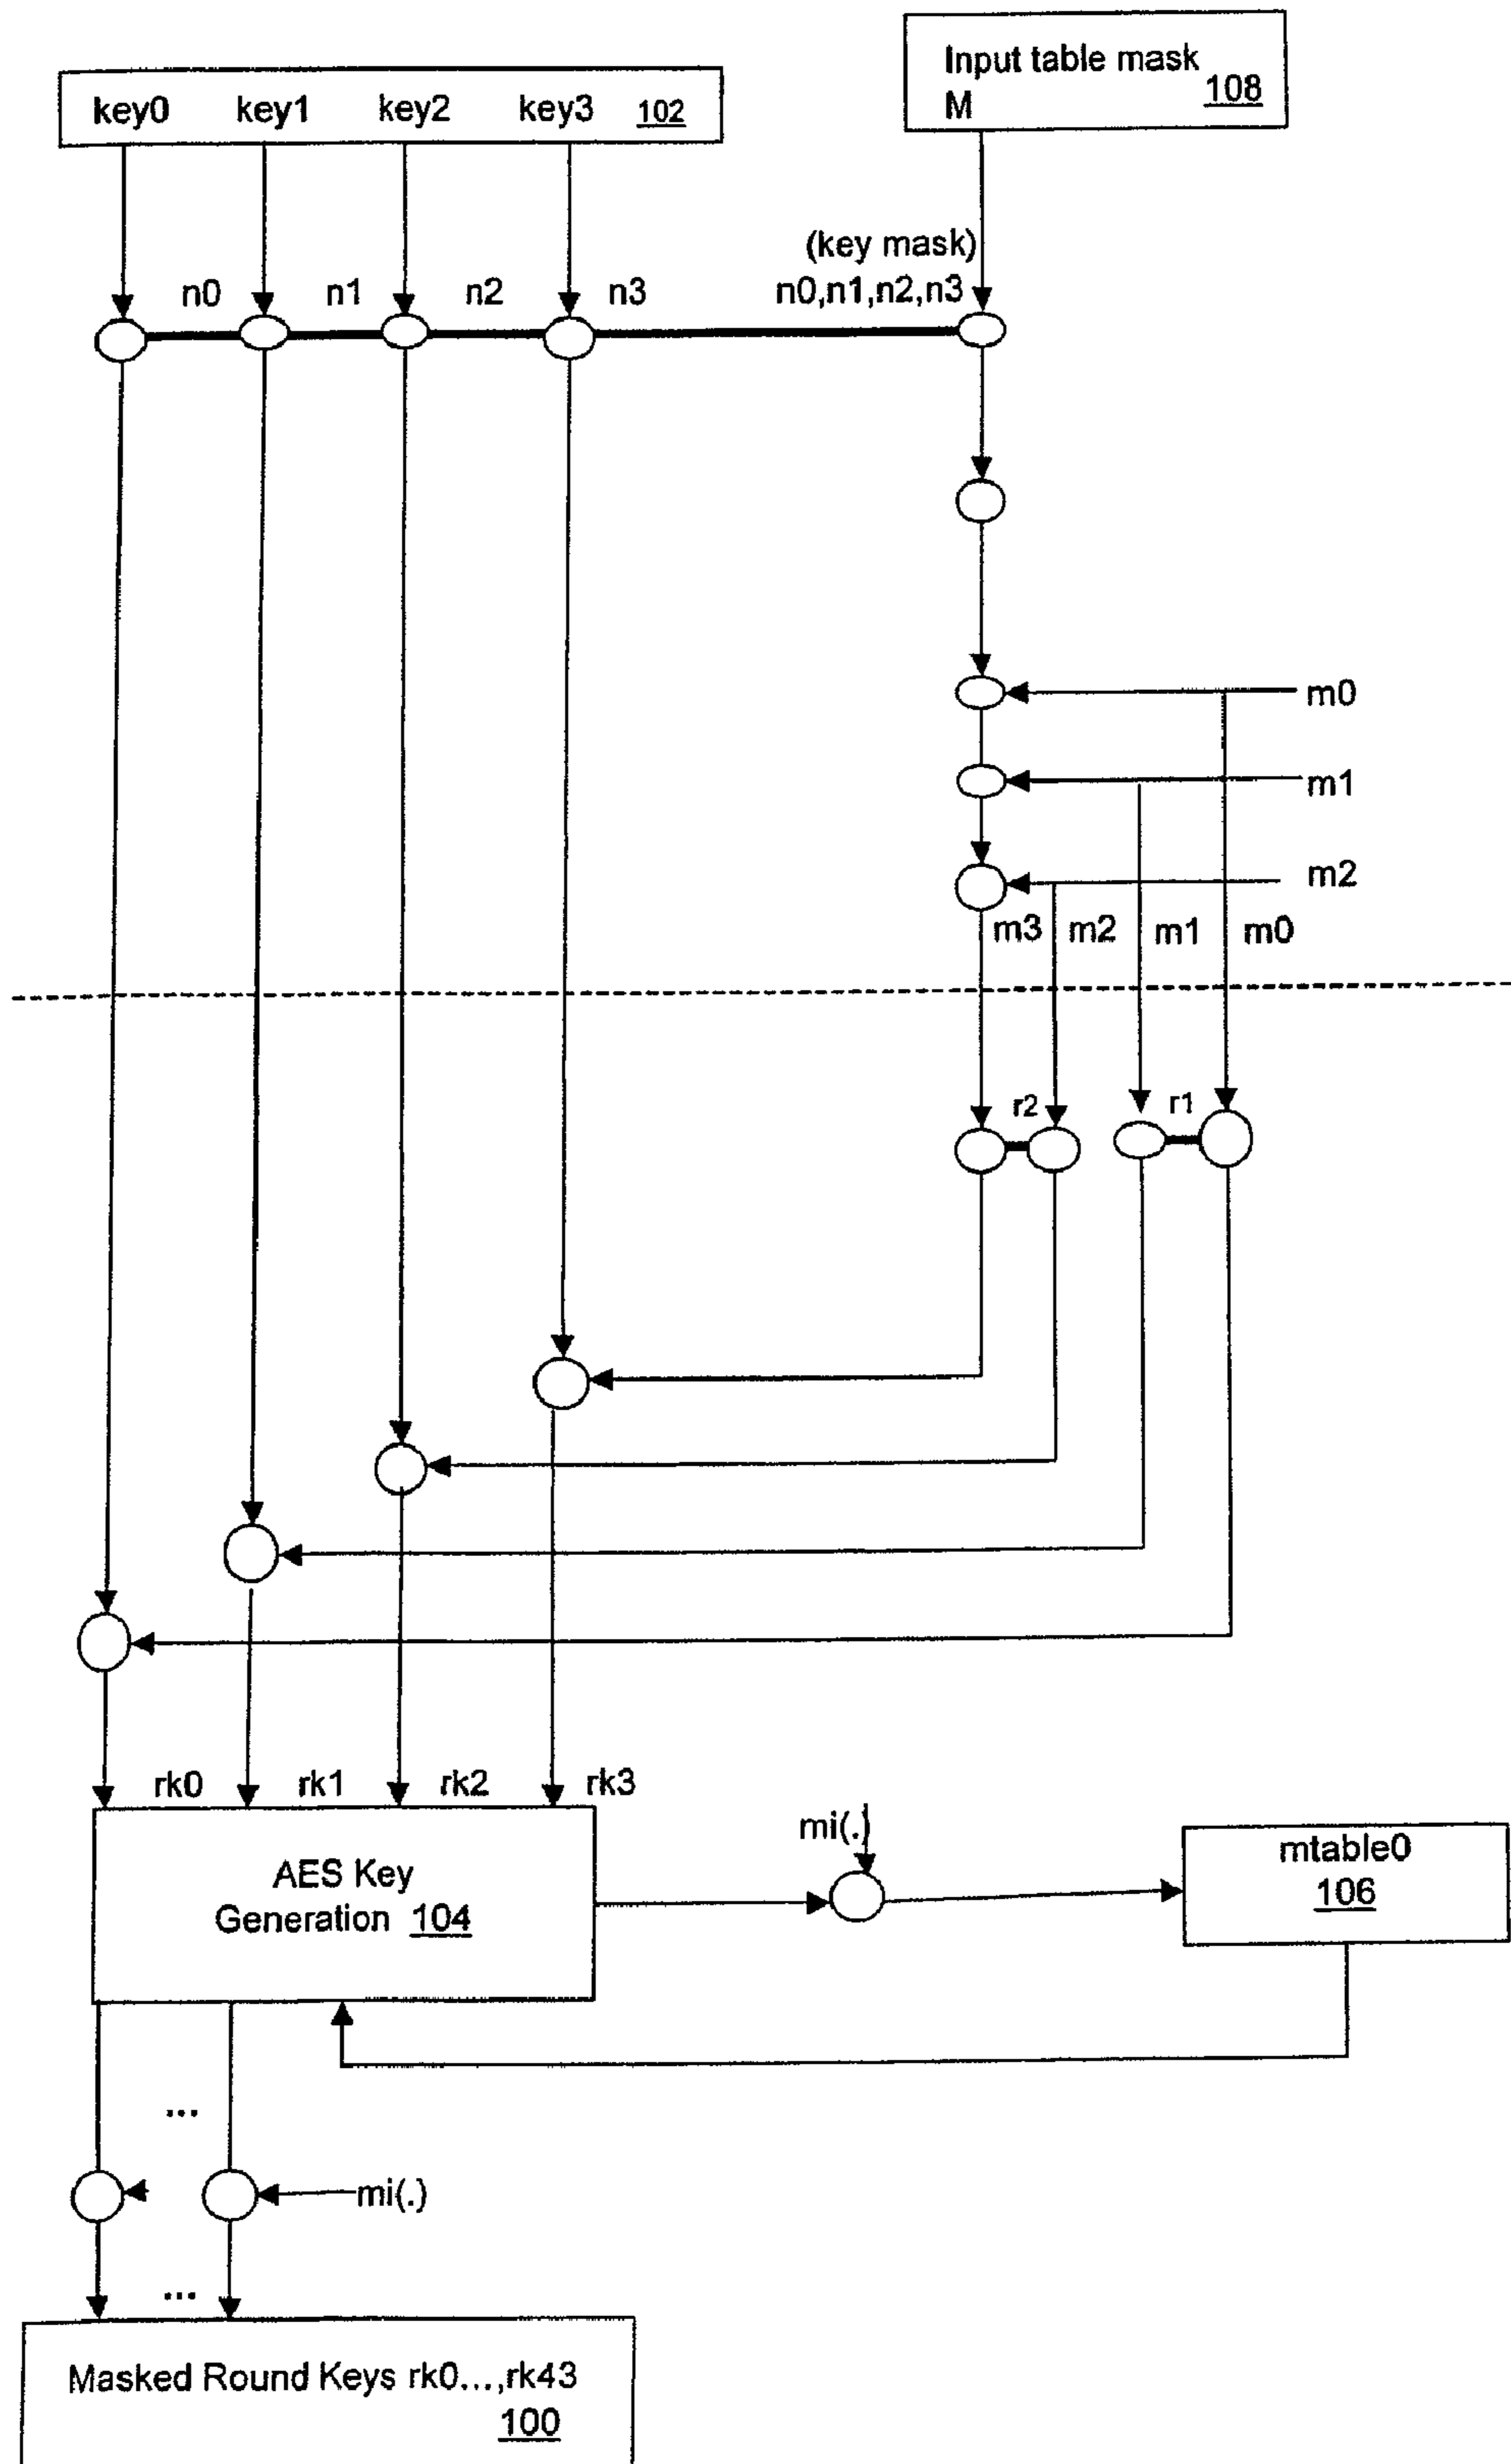 Input table mask
M 108
key0 key1 key2 key3 102
(key mask)
n0 n1 n2 n3 n0,n1,n2,n3
m0
m1
m2
m3 m2 m1 m0
r2 r1
rk0 rk1 rk2 rk3
AES Key
Generation 104
mi(.)
mtable0
106
...
mi(.)
...
Masked Round Keys rk0...,rk43
100